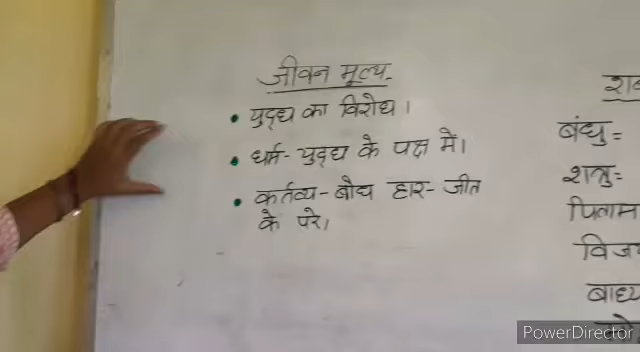 जीवन मूल्य-
• युद्ध का विरोध।
• धर्म-युद्ध के पक्ष में।
• कर्तव्य-बोध हार-जीत
के परे।
बंधु=
शत्रु=
PowerDirector